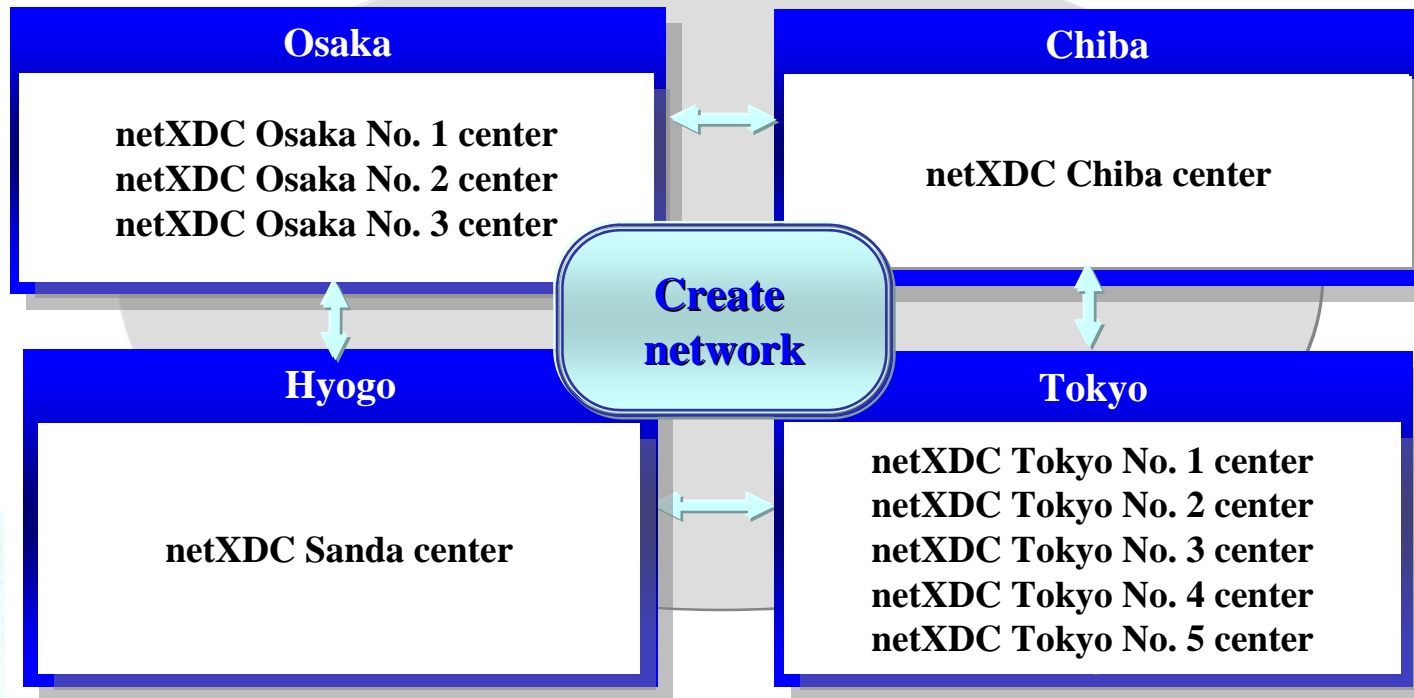 Osaka
netXDC Osaka No. 1 center
netXDC Osaka No. 2 center
netXDC Osaka No. 3 center
Chiba
netXDC Chiba center
Create
network
Hyogo
netXDC Sanda center
Tokyo
netXDC Tokyo No. 1 center
netXDC Tokyo No. 2 center
netXDC Tokyo No. 3 center
netXDC Tokyo No. 4 center
netXDC Tokyo No. 5 center